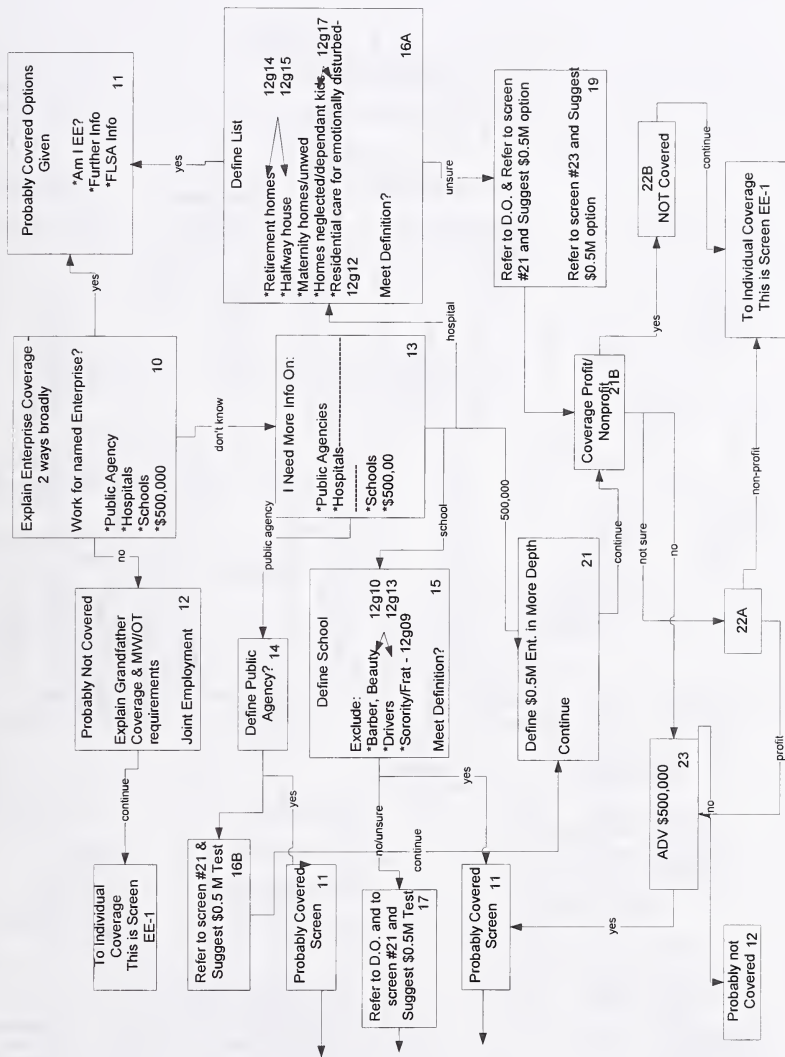 Explain Enterprise Coverage -
2 ways broadly
Work for named Enterprise?
*Public Agency
*Hospitals
*Schools
*$500,000
10
yes
Probably Covered Options
Given
*Am I EE?
*Further Info
*FLSA Info
11
no
Probably Not Covered
Explain Grandfather
Coverage & MW/OT
requirements
Joint Employment
12
continue
To Individual
Coverage
This is Screen
EE-1
don't know
I Need More Info On:
*Public Agencies
*Hospitals
*Schools
*$500,00
13
yes
Define List
*Retirement homes 12g14
*Halfway house 12g15
*Maternity homes/unwed
*Homes neglected/dependant kids 12g17
*Residential care for emotionally disturbed-
12g12
Meet Definition?
16A
hospital
unsure
public agency
Define Public
Agency? 14
yes
Refer to screen #21 &
Suggest $0.5 M Test
16B
Probably Covered
Screen 11
school
Define School
Exclude:
*Barber, Beauty 12g10
*Drivers 12g13
*Sorority/Frat - 12g09
Meet Definition?
15
no/unsure
continue
yes
Refer to D.O. and to
screen #21 and
Suggest $0.5M Test
17
Probably Covered
Screen 11
500,000
Define $0.5M Ent. in More Depth
Continue
21
continue
Refer to D.O. & Refer to screen
#21 and Suggest $0.5M option
Refer to screen #23 and Suggest
$0.5M option
19
Coverage Profit/
Nonprofit
21B
yes
not sure
no
22B
NOT Covered
continue
22A
non-profit
profit
To Individual Coverage
This is Screen EE-1
ADV $500,000
23
yes
no
Probably not
Covered 12